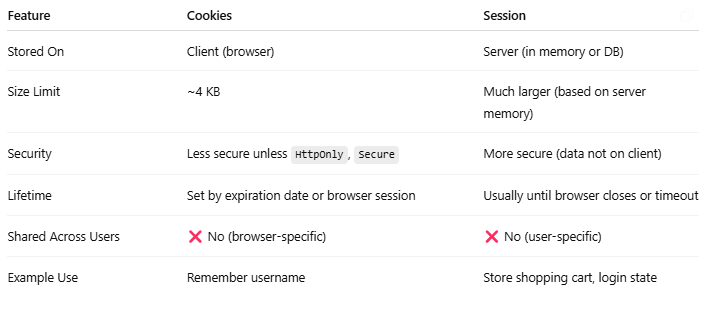 Feature Cookies Session
Stored On Client (browser) Server (in memory or DB)
Size Limit ~4 KB Much larger (based on server
memory)
Security Less secure unless HttpOnly, Secure More secure (data not on client)
Lifetime Set by expiration date or browser session Usually until browser closes or timeout
Shared Across Users ❌ No (browser-specific) ❌ No (user-specific)
Example Use Remember username Store shopping cart, login state